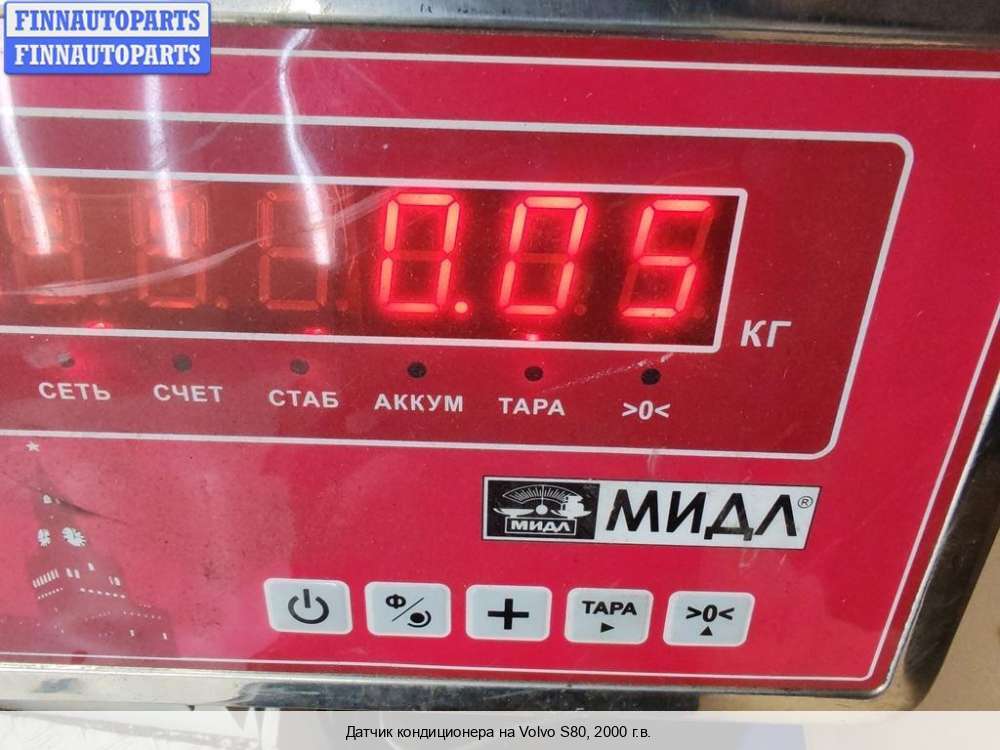 FINNAUTOPARTS
FINNAUTOPARTS
0.05
КГ
СЕТЬ СЧЕТ СТАБ АККУМ ТАРА >0<
МИДЛ МИДЛ®
Ф ТАРА >0<
Датчик кондиционера на Volvo S80, 2000 г.в.